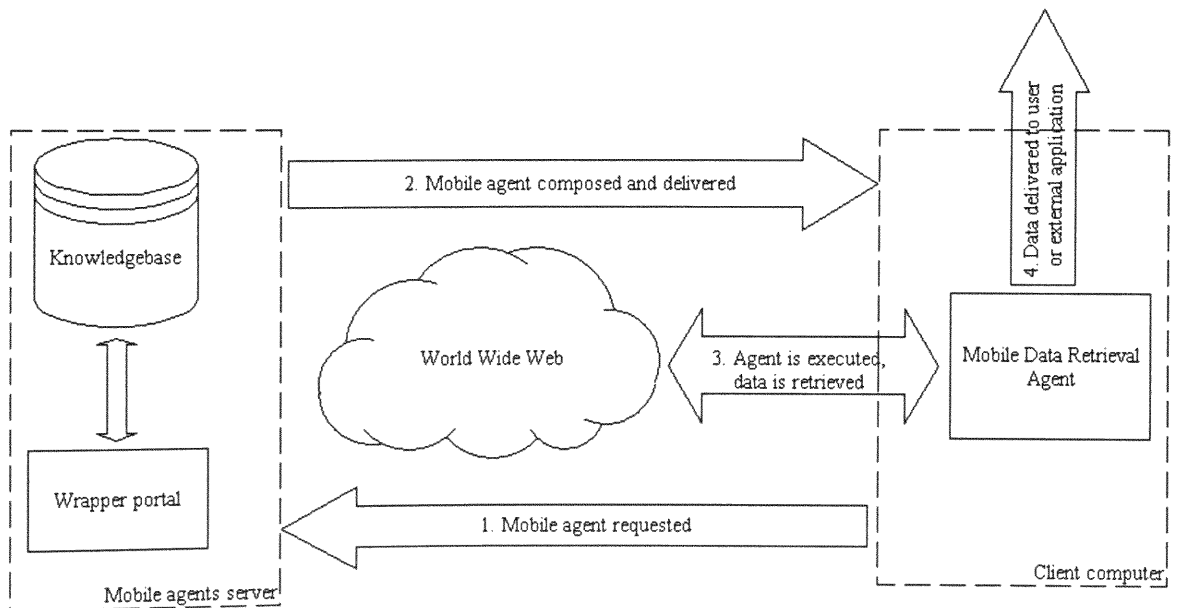 Knowledgebase
Wrapper portal
Mobile agents server
2. Mobile agent composed and delivered
World Wide Web
3. Agent is executed,
data is retrieved
1. Mobile agent requested
4. Data delivered to user
or external application
Mobile Data Retrieval
Agent
Client computer